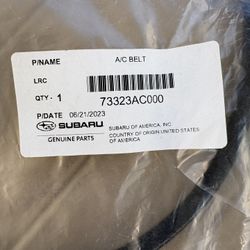 P/NAME A/C BELT
LRC
QTY - 1 73323AC000
P/DATE 06/21/2023
SUBARU SUBARU OF AMERICA, INC.
GENUINE PARTS COUNTRY OF ORIGIN:UNITED STATES
OF AMERICA